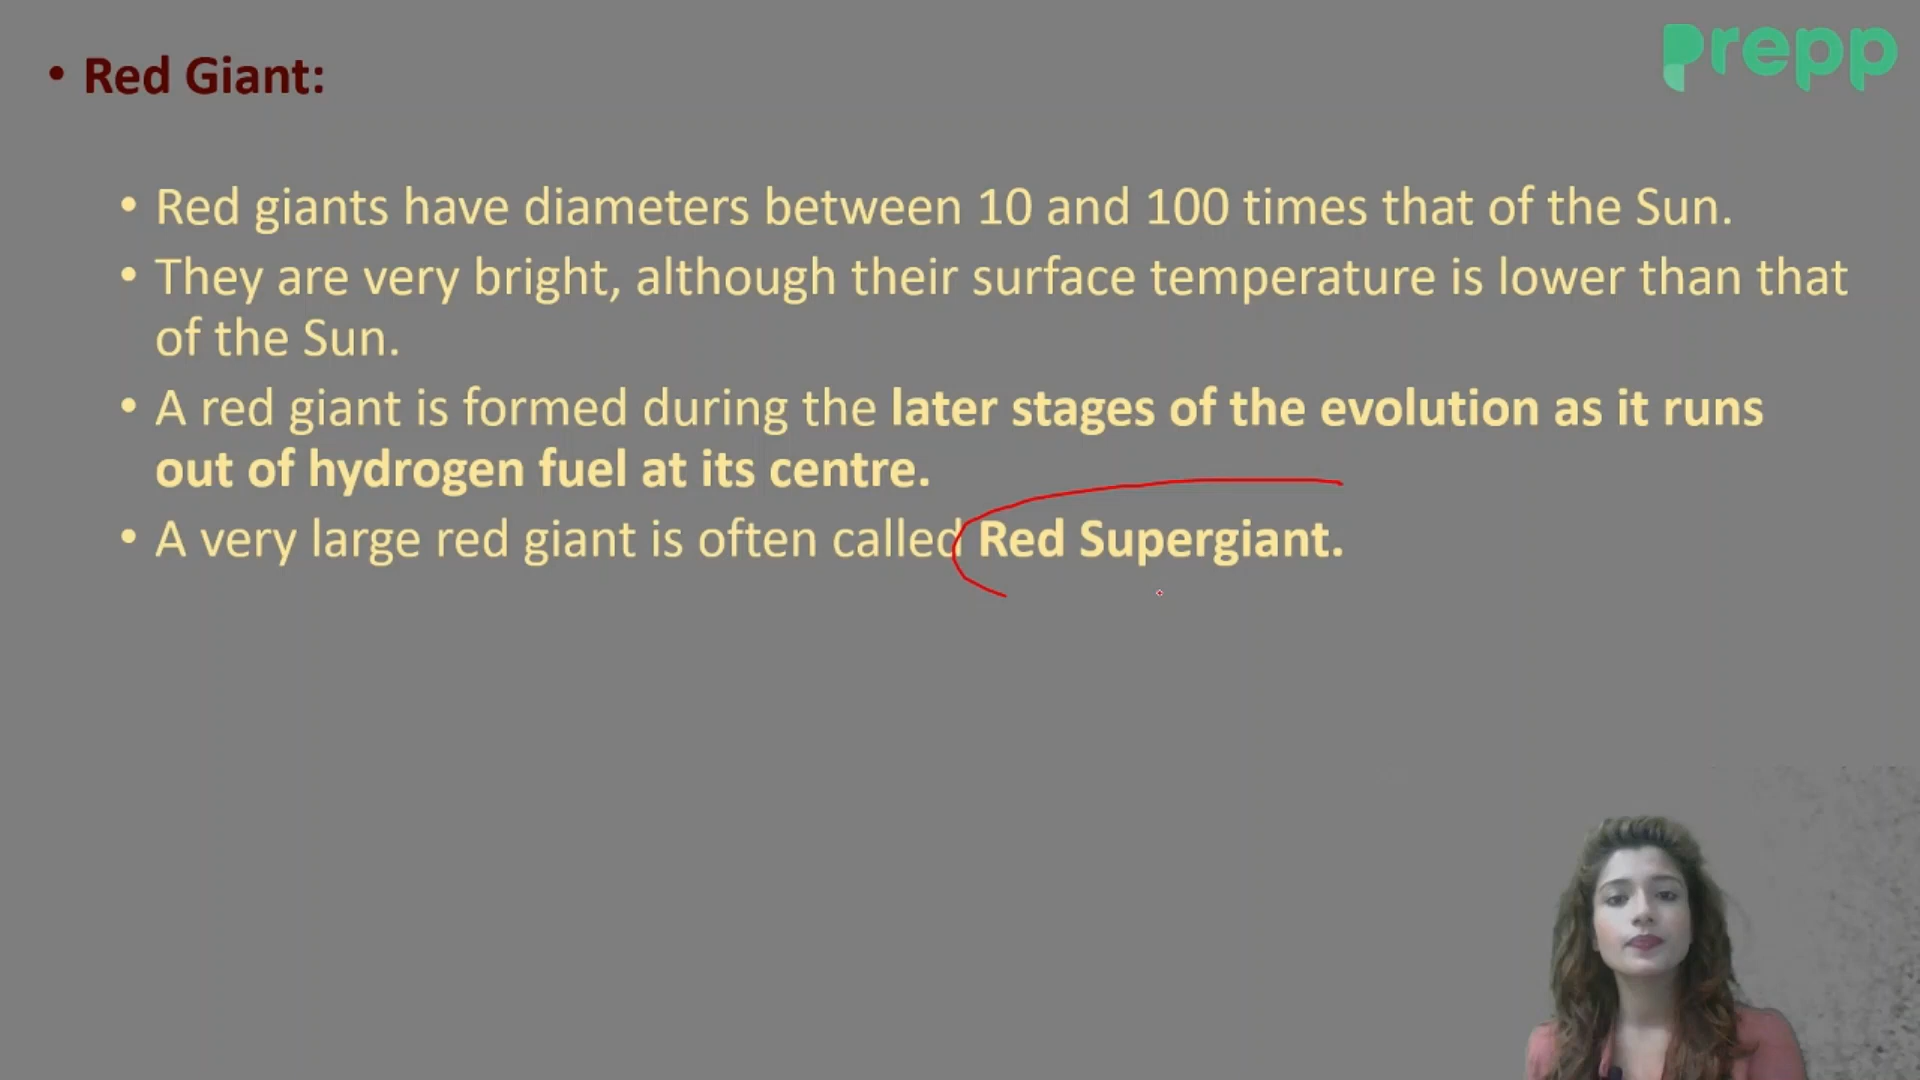 prepp
• Red Giant:
• Red giants have diameters between 10 and 100 times that of the Sun.
• They are very bright, although their surface temperature is lower than that
of the Sun.
• A red giant is formed during the later stages of the evolution as it runs
out of hydrogen fuel at its centre.
• A very large red giant is often called Red Supergiant.